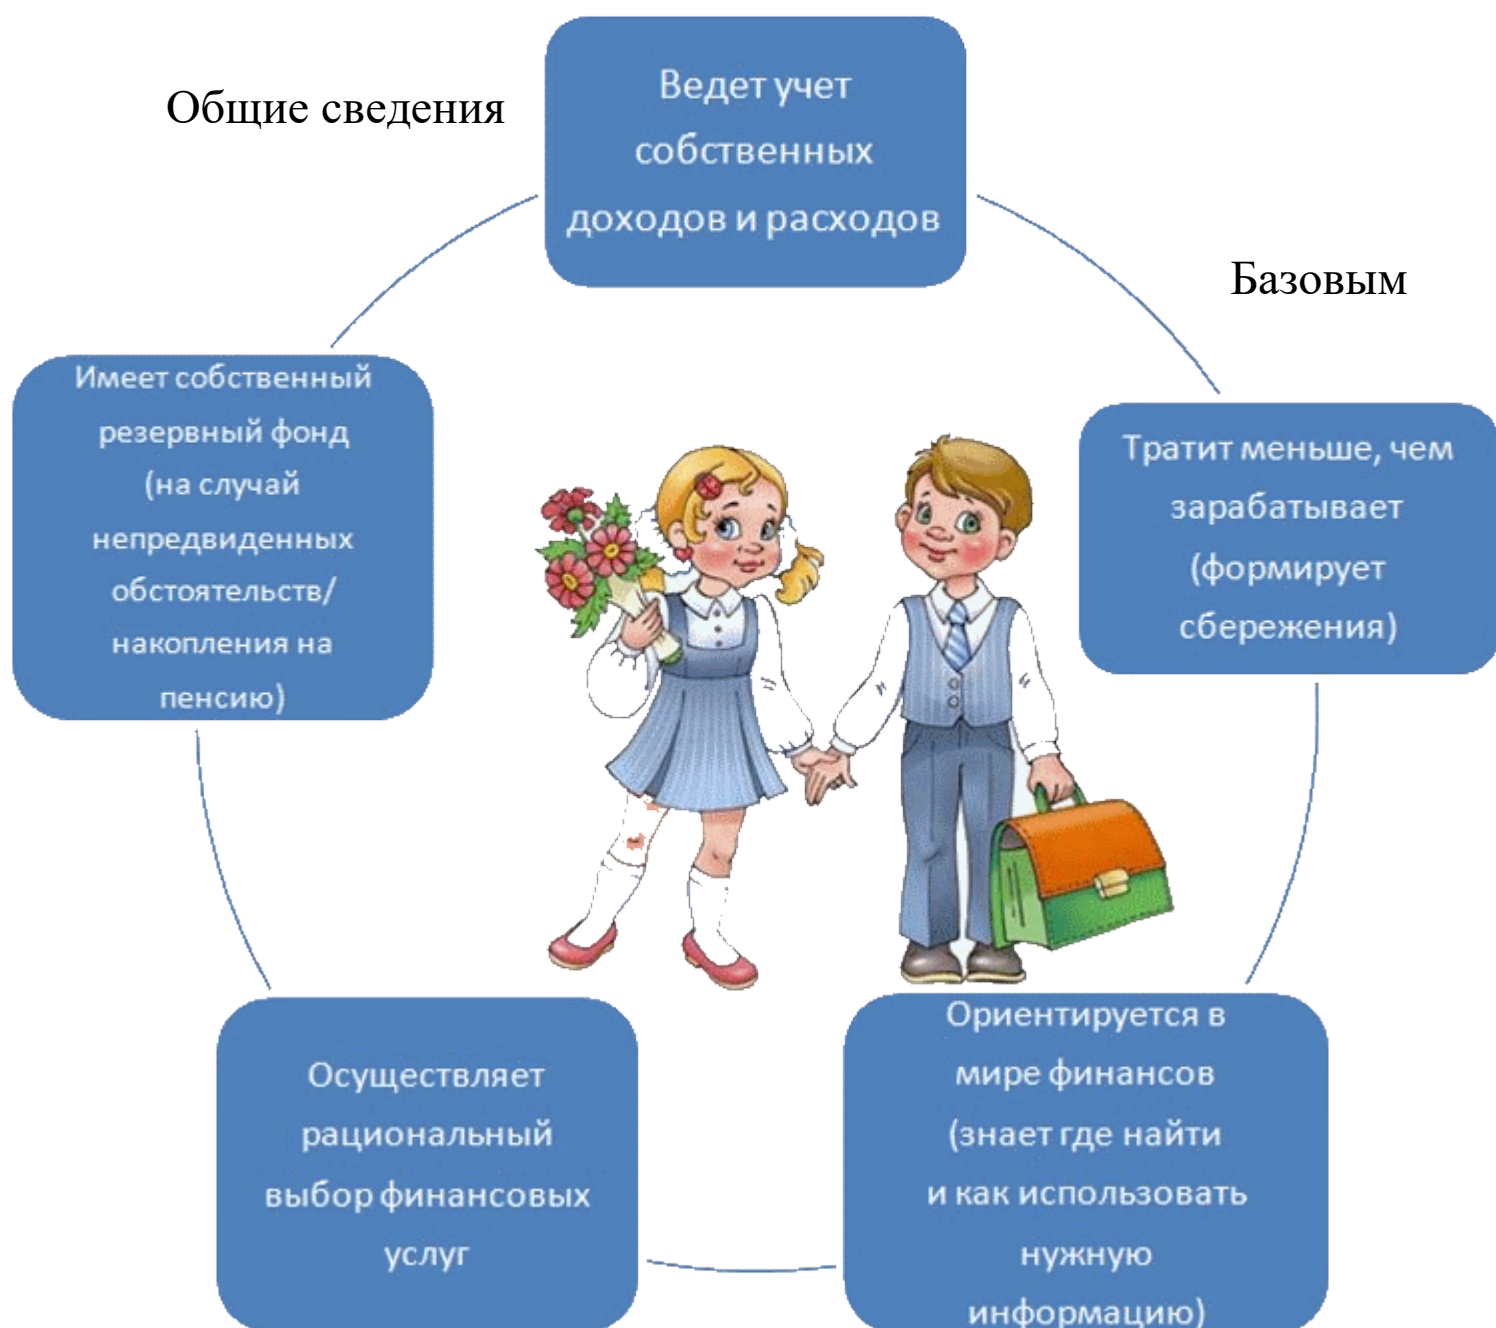 Общие сведения
Ведет учет
собственных
доходов и расходов
Базовым
Имеет собственный
резервный фонд
(на случай
непредвиденных
обстоятельств/
накопления на
пенсию)
Тратит меньше, чем
зарабатывает
(формирует
сбережения)
Осуществляет
рациональный
выбор финансовых
услуг
Ориентируется в
мире финансов
(знает где найти
и как использовать
нужную
информацию)